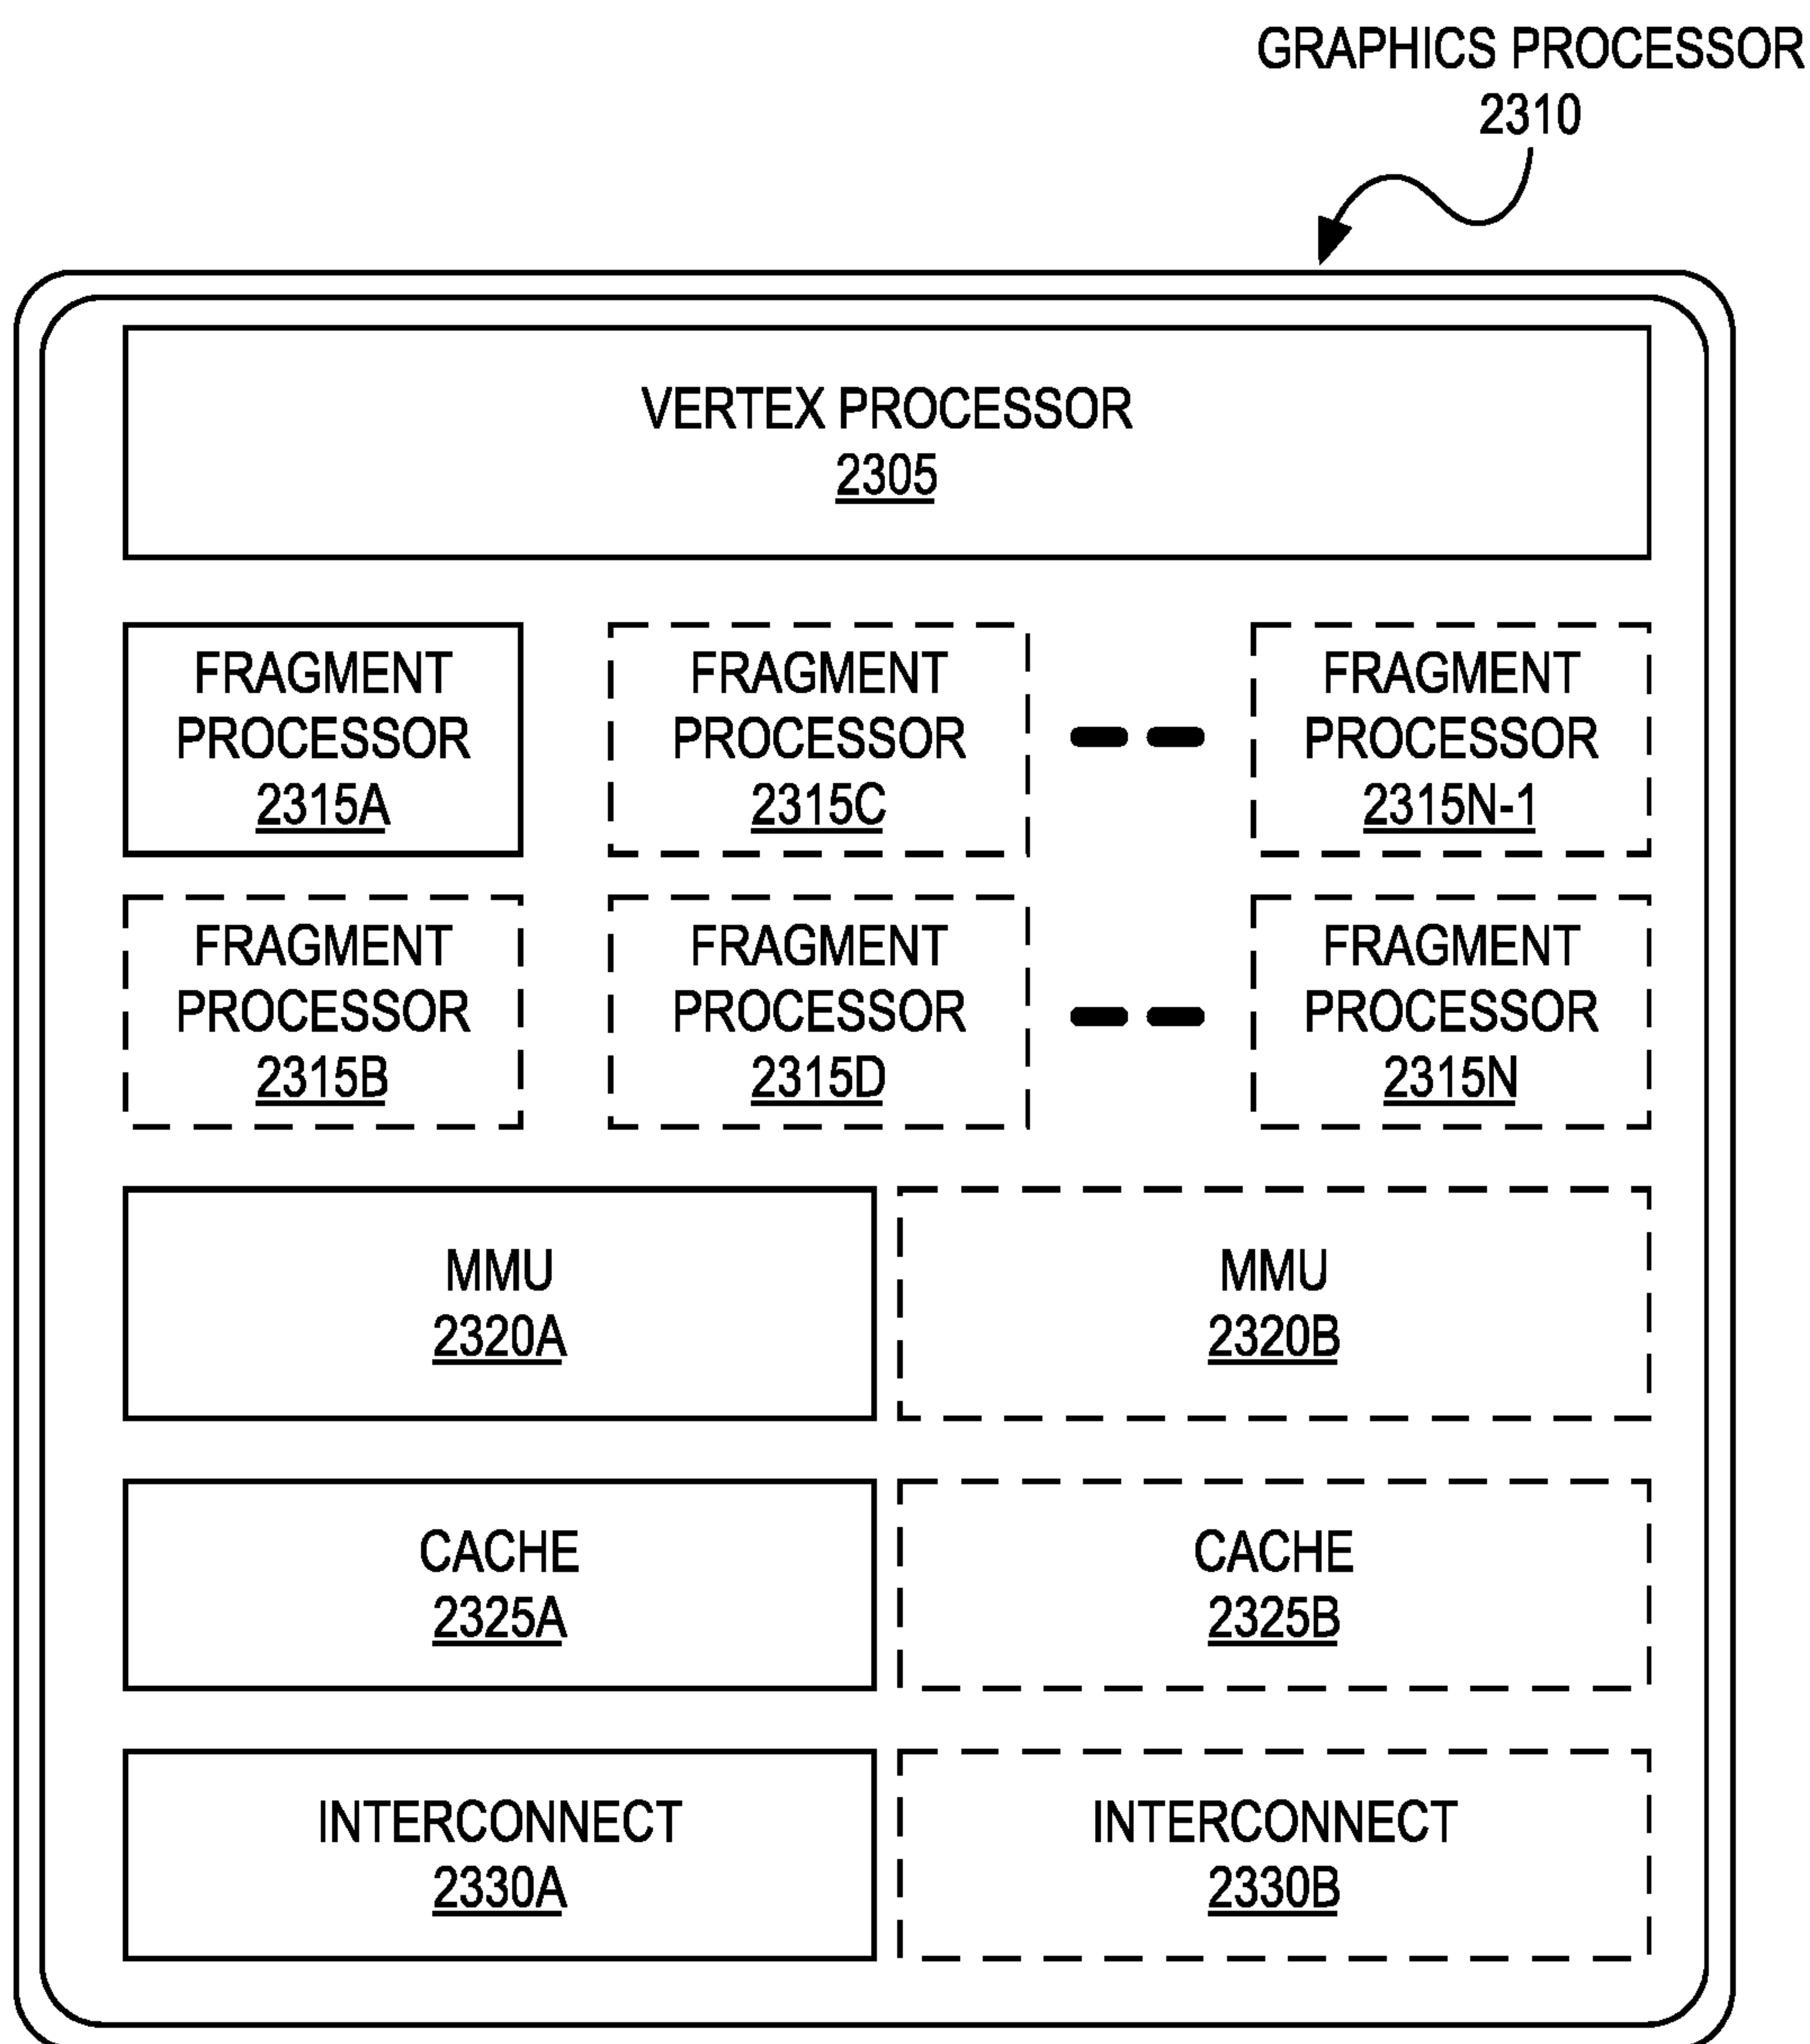 GRAPHICS PROCESSOR
2310
VERTEX PROCESSOR
2305
FRAGMENT
PROCESSOR
2315A
FRAGMENT
PROCESSOR
2315C
FRAGMENT
PROCESSOR
2315N-1
FRAGMENT
PROCESSOR
2315B
FRAGMENT
PROCESSOR
2315D
FRAGMENT
PROCESSOR
2315N
MMU
2320A
MMU
2320B
CACHE
2325A
CACHE
2325B
INTERCONNECT
2330A
INTERCONNECT
2330B